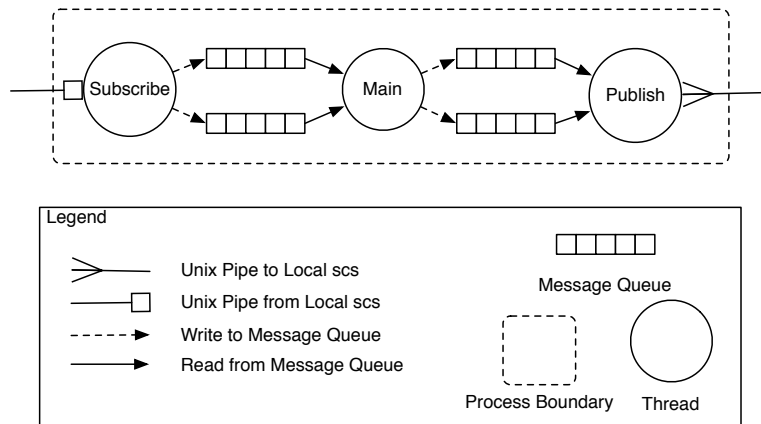 Subscribe
Main
Publish
Legend
Unix Pipe to Local scs
Message Queue
Unix Pipe from Local scs
Write to Message Queue
Read from Message Queue
Process Boundary
Thread